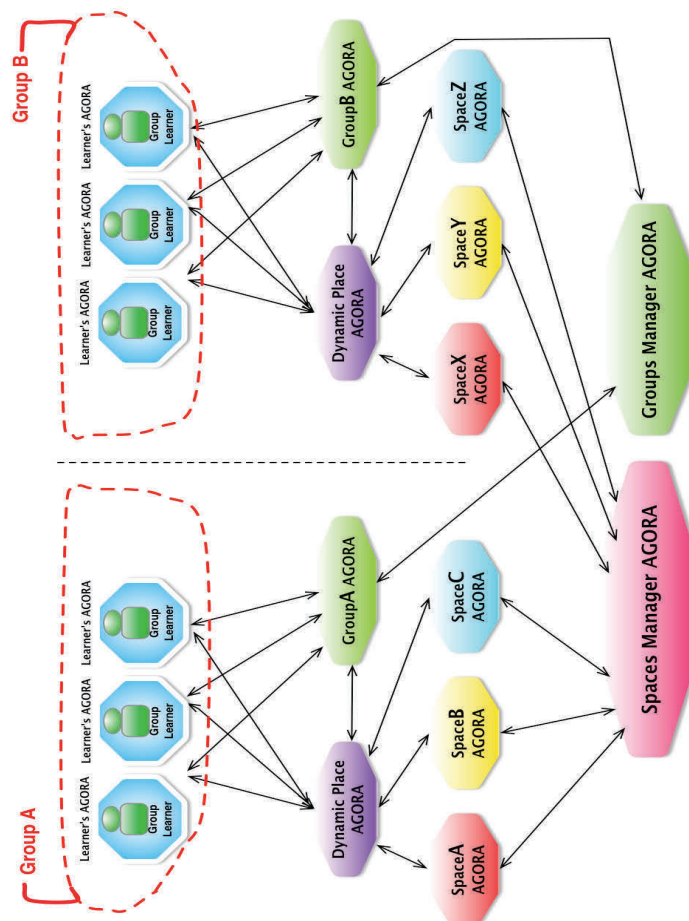 Group A
Group B
Learner's AGORA
Learner's AGORA
Learner's AGORA
Learner's AGORA
Learner's AGORA
Learner's AGORA
Group
Learner
Group
Learner
Group
Learner
Group
Learner
Group
Learner
Group
Learner
Dynamic Place
AGORA
GroupA AGORA
Dynamic Place
AGORA
GroupB AGORA
SpaceA
AGORA
SpaceB
AGORA
SpaceC
AGORA
SpaceX
AGORA
SpaceY
AGORA
SpaceZ
AGORA
Spaces Manager AGORA
Groups Manager AGORA